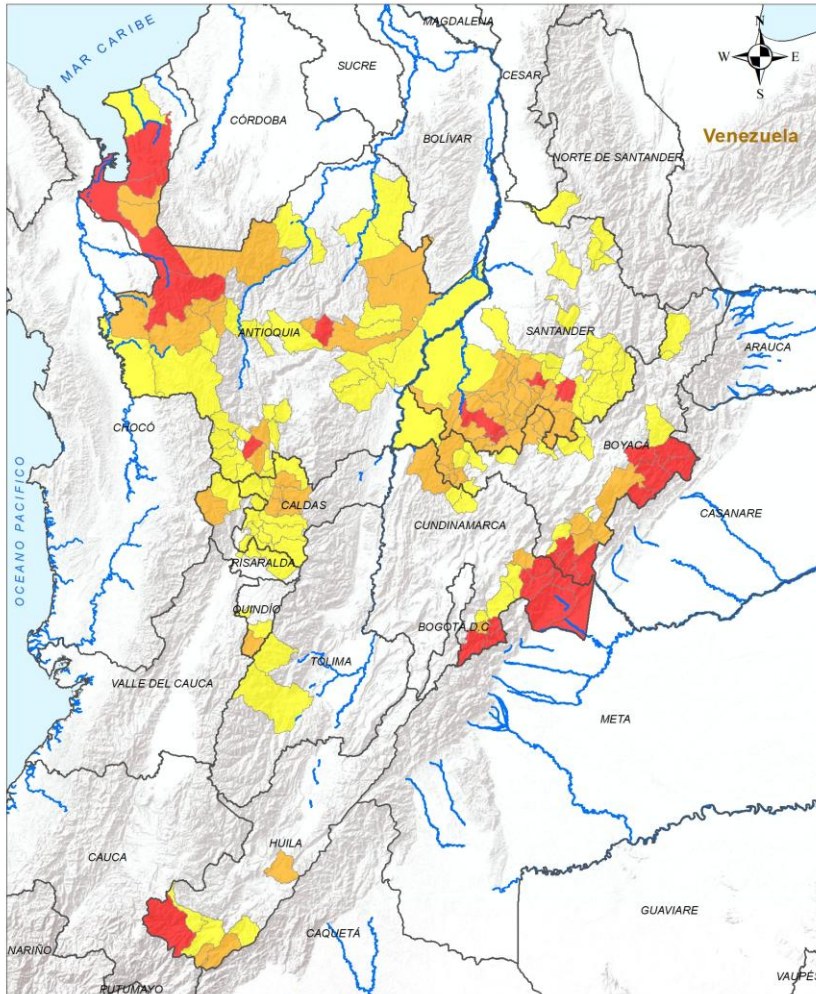 MAGDALENA
N
MAR CARIBE
SUCRE
W
E
CESAR
S
CÓRDOBA
BOLÍVAR
Venezuela
NORTE DE SANTANDER
ANTIOQUIA
SANTANDER
ARAUCA
CHOCÓ
BOYACÁ
CALDAS
CASANARE
CUNDINAMARCA
OCEANO PACIFICO
RISARALDA
QUINDÍO
BOGOTÁ D.C
TOLIMA
VALLE DEL CAUCA
META
HUILA
CAUCA
GUAVIARE
CAQUETÁ
NARIÑO
PUTUMAYO
VAUPÉS